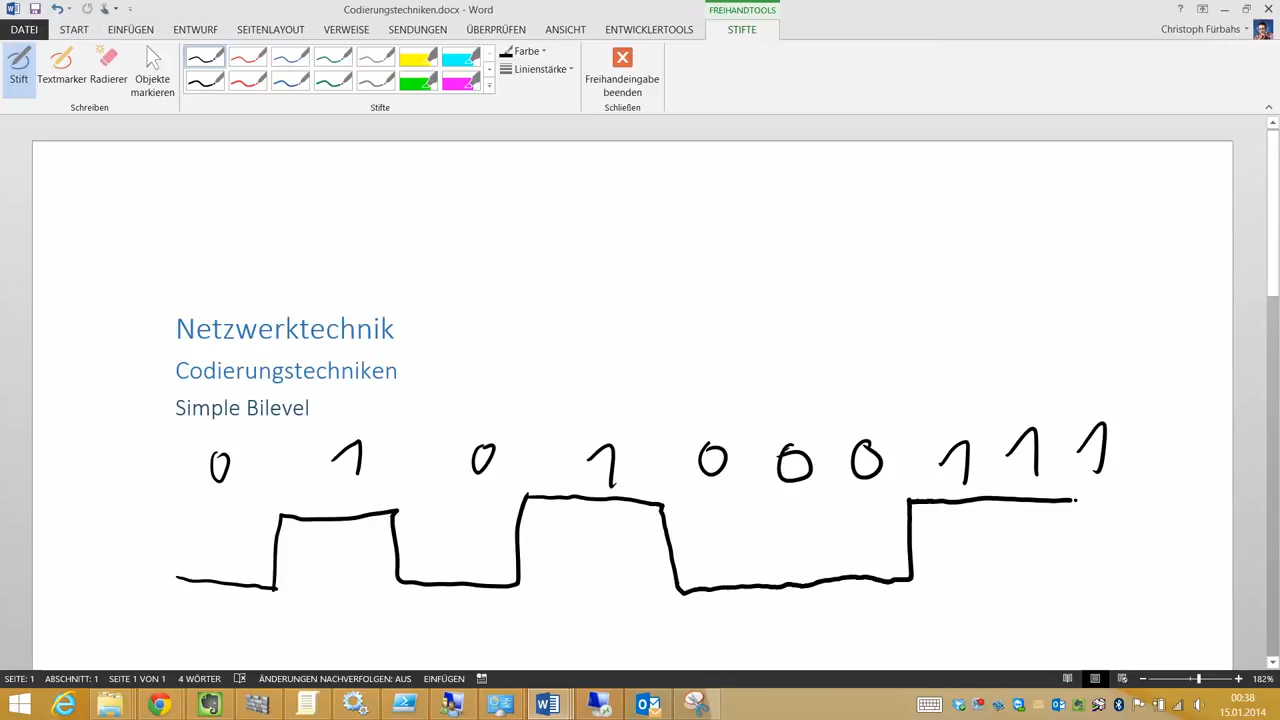 Codierungstechniken.docx - Word
FREIHANDTOOLS
?
DATEI START EINFÜGEN ENTWURF SEITENLAYOUT VERWEISE SENDUNGEN ÜBERPRÜFEN ANSICHT ENTWICKLERTOOLS STIFTE Christoph Fürbahs
Stift Textmarker Radierer Objekte markieren
Farbe
Linienstärke
Freihandeingabe beenden
Schreiben Stifte Schließen
Netzwerktechnik
Codierungstechniken
Simple Bilevel
0 1 0 1 0 0 0 1 1 1
SEITE: 1 ABSCHNITT: 1 SEITE 1 VON 1 4 WÖRTER ÄNDERUNGEN NACHVERFOLGEN: AUS EINFÜGEN 182%
00:38
15.01.2014